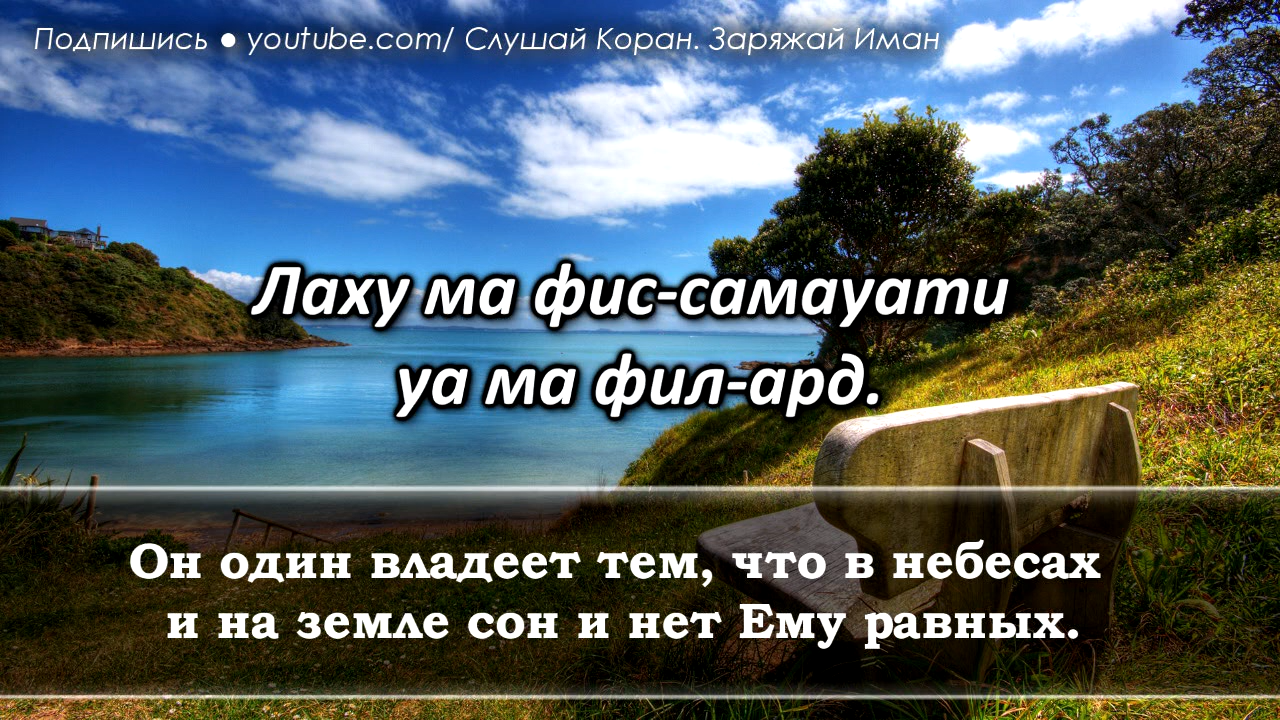 Подпишись ● youtube.com/ Слушай Коран. Заряжай Иман
Лаху ма фис-самауати
уа ма фил-ард.
Он один владеет тем, что в небесах
и на земле сон и нет Ему равных.